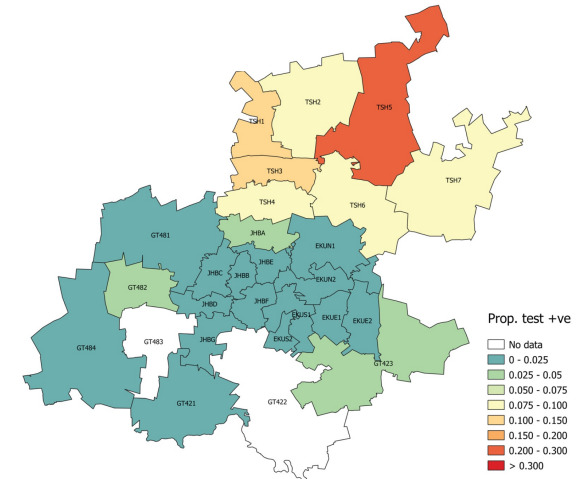 TSH2
TSH5
TSH1
TSH3
TSH7
TSH4
TSH6
JHBA
GT481
EKUN1
JHBE
JHBC
JHBB
EKUN2
GT482
JHBD
JHBF
EKUS1
EKUE1
EKUE2
GT483
JHBG
EKUS2
GT484
GT423
GT421
GT422
Prop. test +ve
No data
0 - 0.025
0.025 - 0.05
0.050 - 0.075
0.075 - 0.100
0.100 - 0.150
0.150 - 0.200
0.200 - 0.300
> 0.300